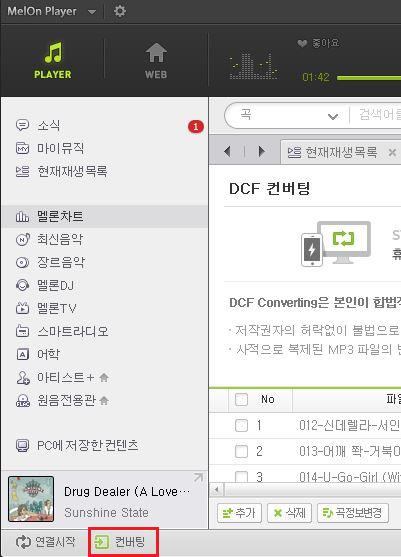 MelOn Player
PLAYER
WEB
좋아요
01:42
소식
1
마이뮤직
현재재생목록
곡
검색어를
현재재생목록
멜론차트
최신음악
장르음악
멜론DJ
멜론TV
스마트라디오
어학
아티스트+
원음전용관
PC에 저장한 컨텐츠
DCF 컨버팅
DCF Converting은 본인이 합법적
· 저작권자의 허락없이 불법으로
· 사적으로 복제된 MP3 파일의
No
파일
1 012-신데렐라-서인
2 013-어깨 쫙-거북이
3 014-U-Go-Girl (Wit
추가
삭제
곡정보변경
Drug Dealer (A Love…
Sunshine State
연결시작
컨버팅